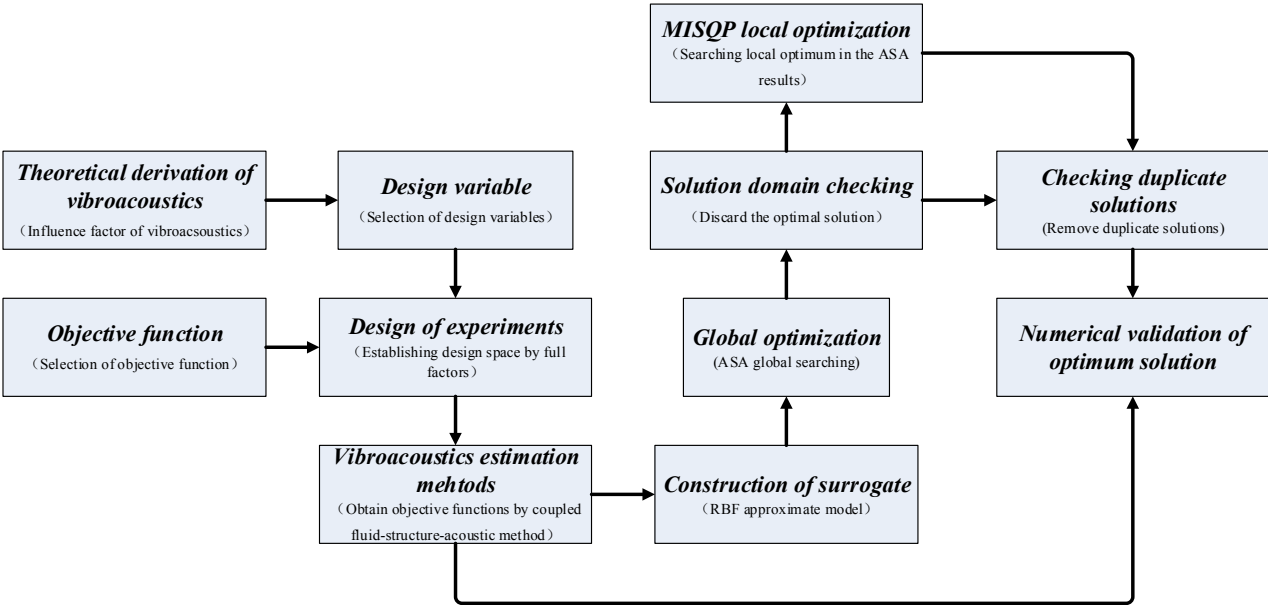 Theoretical derivation of
vibroacoustics
（Influence factor of vibroacsoustics）
Design variable
（Selection of design variables）
Objective function
（Selection of objective function）
Design of experiments
（Establishing design space by full
factors）
Vibroacoustics estimation
mehtods
（Obtain objective functions by coupled
fluid-structure-acoustic method）
Construction of surrogate
（RBF approximate model）
Global optimization
(ASA global searching)
Solution domain checking
（Discard the optimal solution）
MISQP local optimization
（Searching local optimum in the ASA
results）
Checking duplicate
solutions
(Remove duplicate solutions)
Numerical validation of
optimum solution